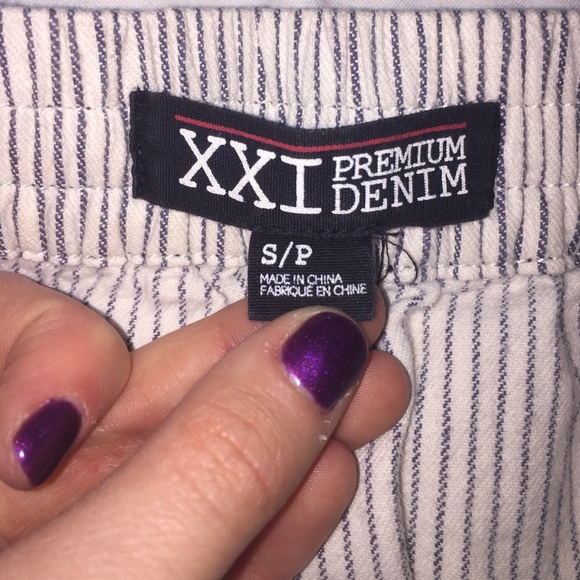 XXI PREMIUM
DENIM
S/P
MADE IN CHINA
FABRIQUÉ EN CHINE